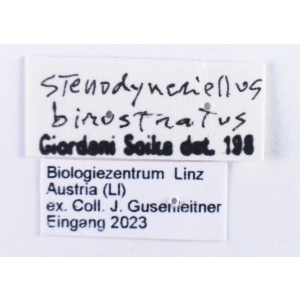 Stenodyneriellus
birostratus
Giordani Soika det. 198
Biologiezentrum Linz
Austria (LI)
ex. Coll. J. Gusenleitner
Eingang 2023